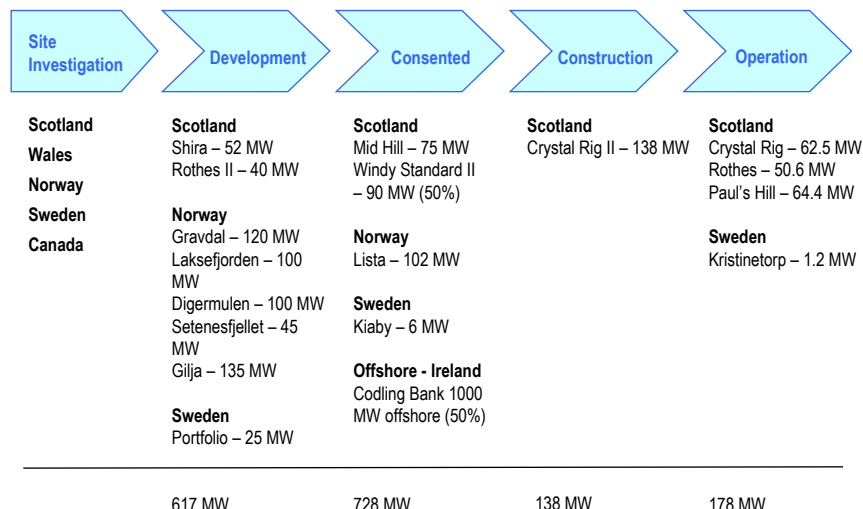 Site
Investigation
Development
Consented
Construction
Operation
Scotland
Wales
Norway
Sweden
Canada
Scotland
Shira – 52 MW
Rothes II – 40 MW
Norway
Gravdal – 120 MW
Laksefjorden – 100
MW
Digermulen – 100 MW
Setenesfjellet – 45
MW
Gilja – 135 MW
Sweden
Portfolio – 25 MW
Scotland
Mid Hill – 75 MW
Windy Standard II
– 90 MW (50%)
Norway
Lista – 102 MW
Sweden
Kiaby – 6 MW
Offshore - Ireland
Codling Bank 1000
MW offshore (50%)
Scotland
Crystal Rig II – 138 MW
Scotland
Crystal Rig – 62.5 MW
Rothes – 50.6 MW
Paul's Hill – 64.4 MW
Sweden
Kristinetorp – 1.2 MW
617 MW
728 MW
138 MW
178 MW